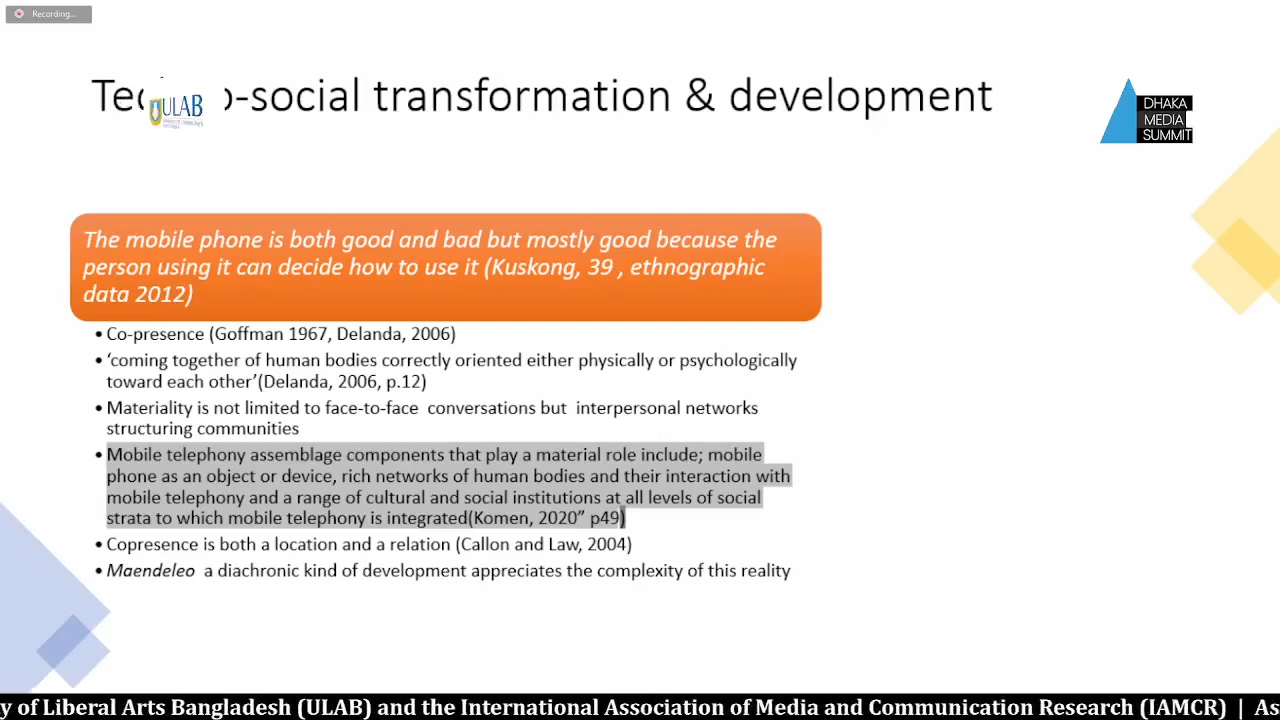 Recording...
Te -social transformation & development
ULAB
DHAKA
MEDIA
SUMMIT
The mobile phone is both good and bad but mostly good because the
person using it can decide how to use it (Kuskong, 39 , ethnographic
data 2012)
• Co-presence (Goffman 1967, Delanda, 2006)
• ‘coming together of human bodies correctly oriented either physically or psychologically
toward each other’(Delanda, 2006, p.12)
• Materiality is not limited to face-to-face conversations but interpersonal networks
structuring communities
• Mobile telephony assemblage components that play a material role include; mobile
phone as an object or device, rich networks of human bodies and their interaction with
mobile telephony and a range of cultural and social institutions at all levels of social
strata to which mobile telephony is integrated(Komen, 2020” p49)
• Copresence is both a location and a relation (Callon and Law, 2004)
• Maendeleo a diachronic kind of development appreciates the complexity of this reality
y of Liberal Arts Bangladesh (ULAB) and the International Association of Media and Communication Research (IAMCR) | As